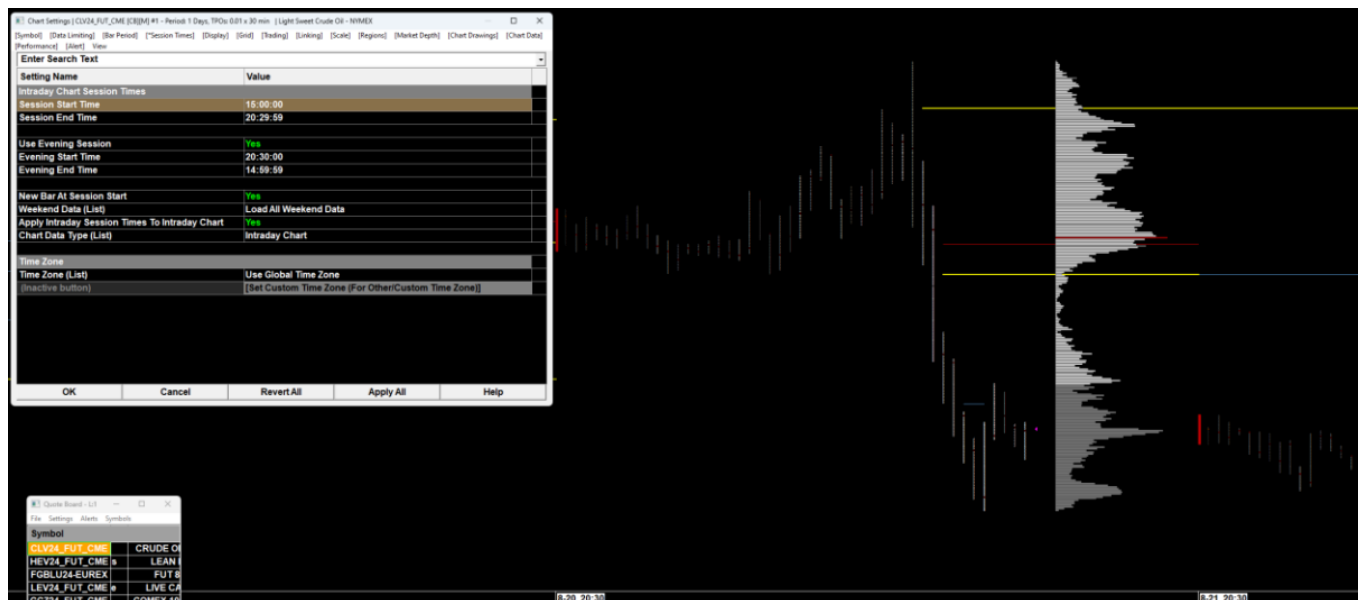 Chart Settings | CLV24_FUT_CME [CB][M] #1 - Period: 1 Days, TPOs: 0.01 x 30 min | Light Sweet Crude Oil - NYMEX
[Symbol] [Data Limiting] [Bar Period] [*Session Times] [Display] [Grid] [Trading] [Linking] [Scale] [Regions] [Market Depth] [Chart Drawings] [Chart Data]
[Performance] [Alert] View
Enter Search Text
Setting Name Value
Intraday Chart Session Times
Session Start Time 15:00:00
Session End Time 20:29:59
Use Evening Session Yes
Evening Start Time 20:30:00
Evening End Time 14:59:59
New Bar At Session Start Yes
Weekend Data (List) Load All Weekend Data
Apply Intraday Session Times To Intraday Chart Yes
Chart Data Type (List) Intraday Chart
Time Zone
Time Zone (List) Use Global Time Zone
(Inactive button) [Set Custom Time Zone (For Other/Custom Time Zone)]
OK Cancel Revert All Apply All Help
Quote Board - L/1
File Settings Alerts Symbols
Symbol
CLV24_FUT_CME CRUDE OI
HEV24_FUT_CME s LEAN
FGBLU24-EUREX FUT 8
LEV24_FUT_CME e LIVE CA
8-20 20:30 8-21 20:30